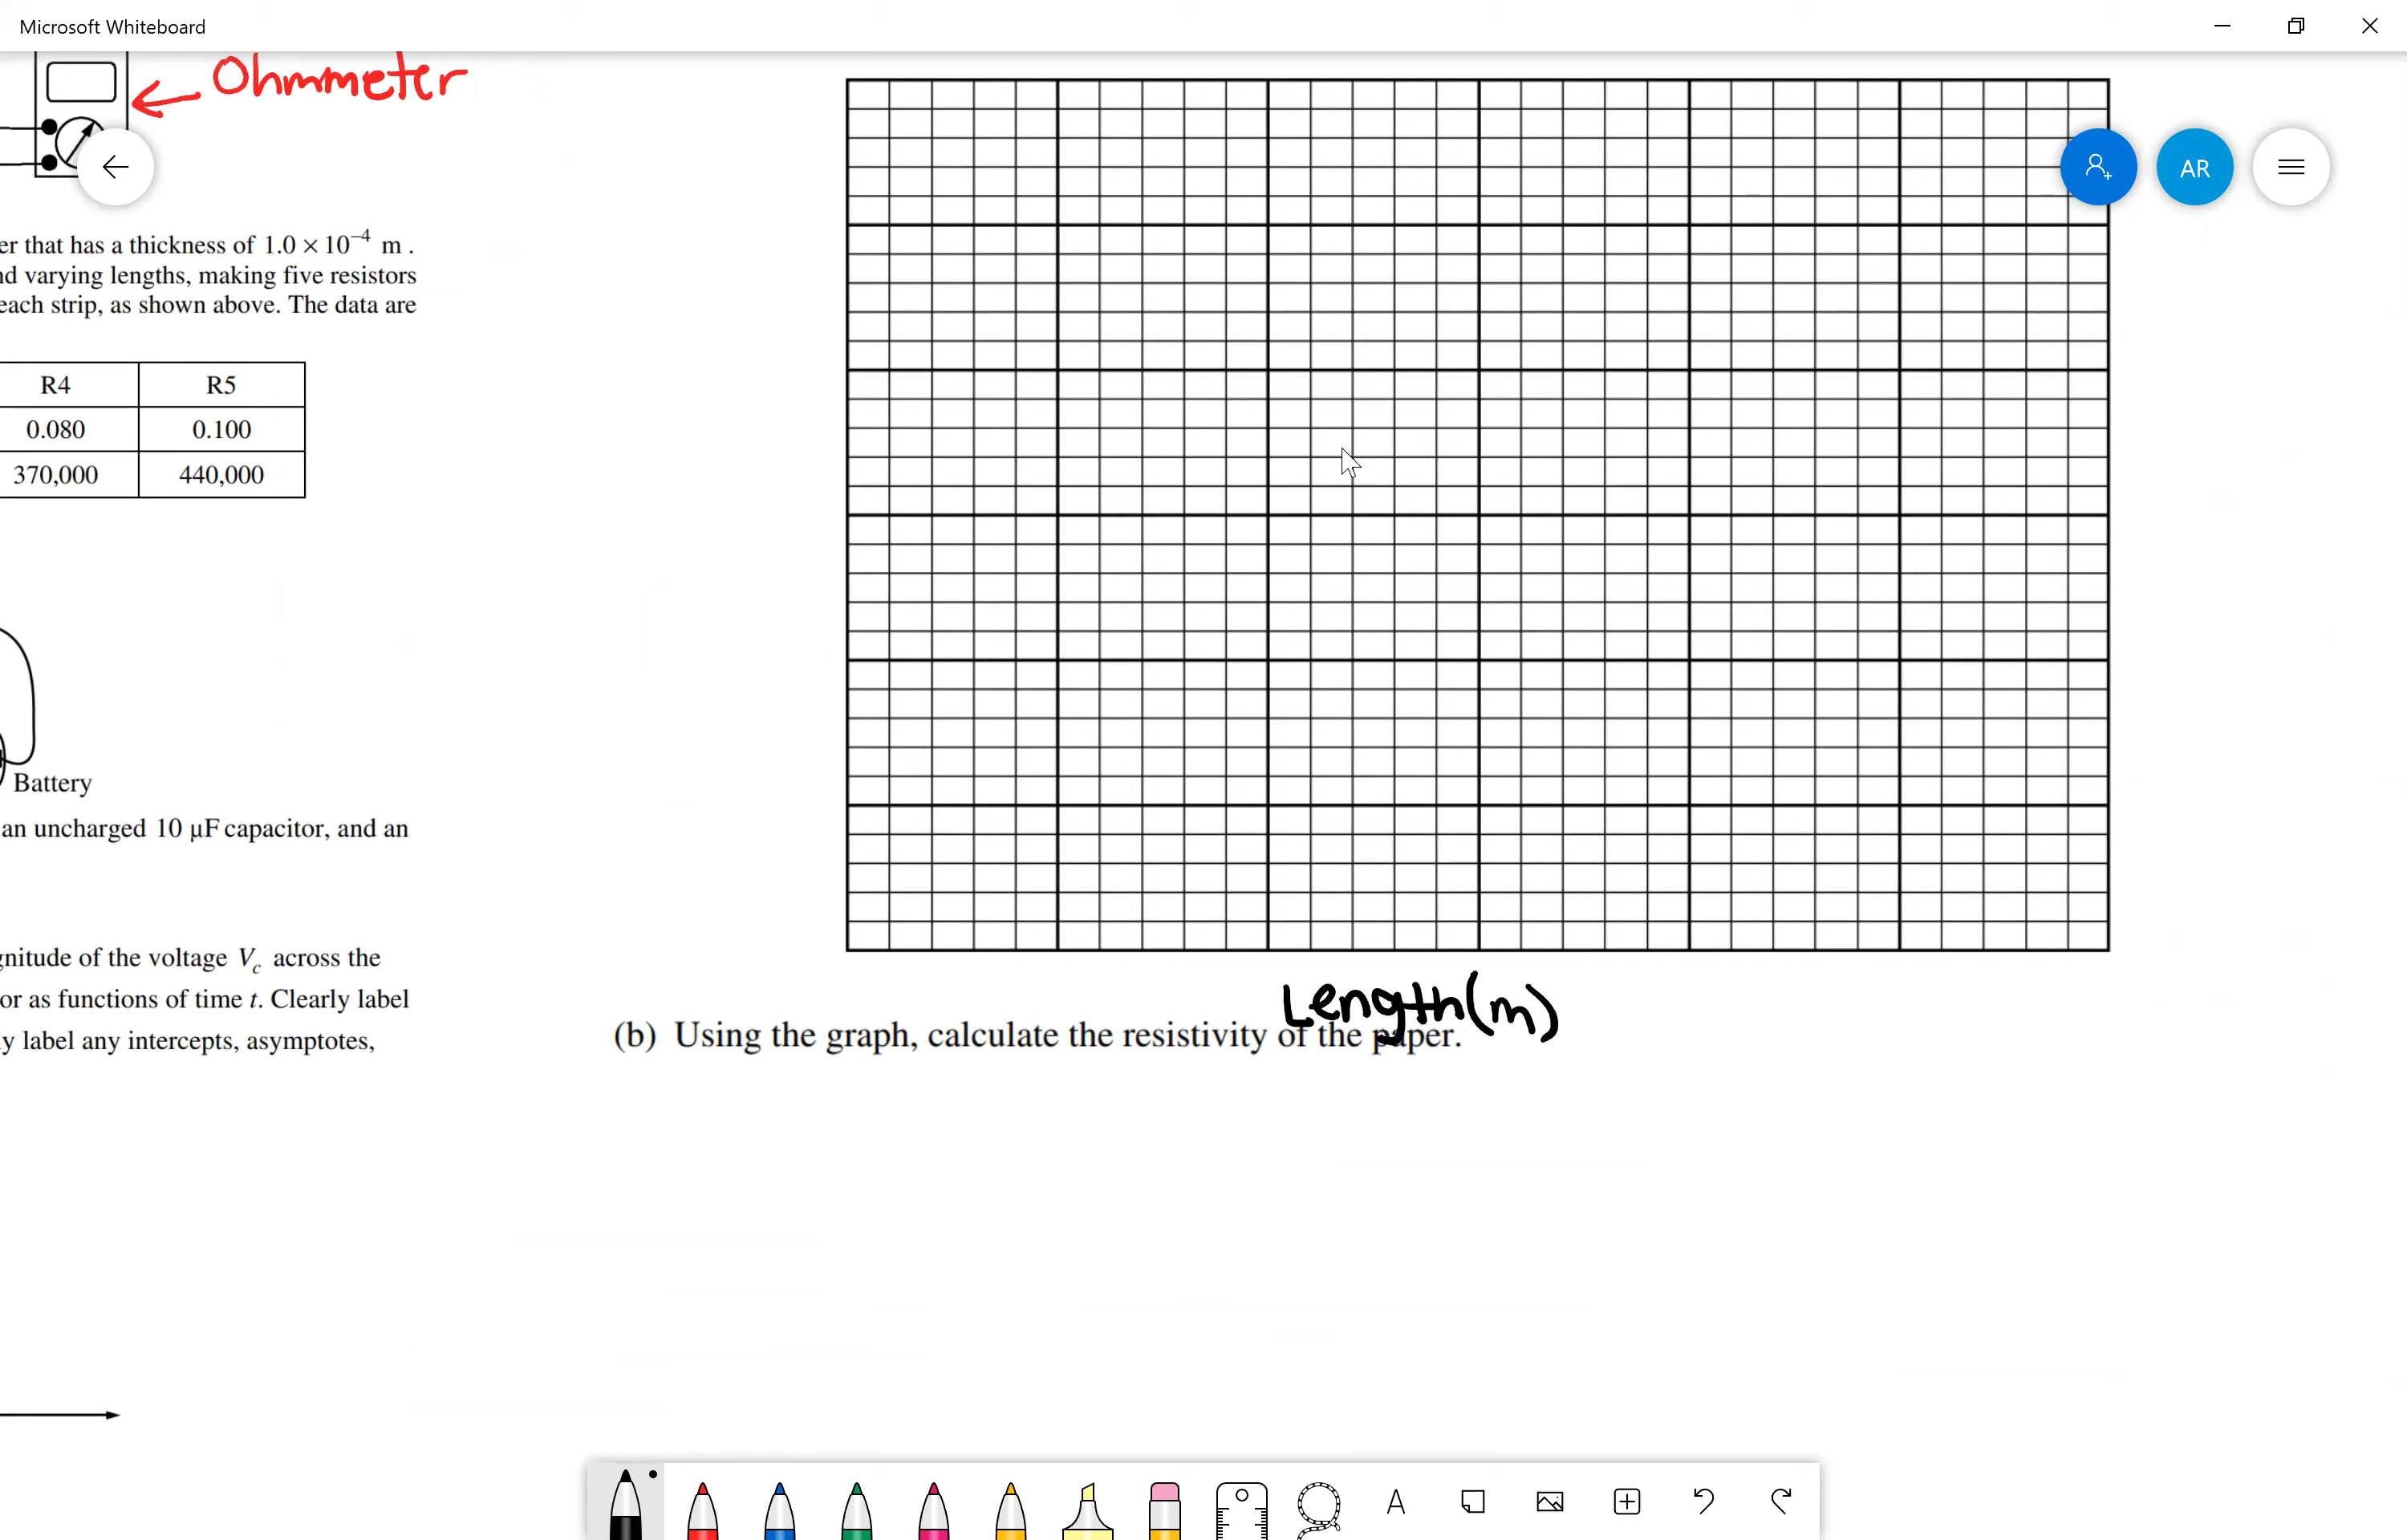 Microsoft Whiteboard
Ohmmeter
AR
er that has a thickness of 1.0 × 10⁻⁴ m .
nd varying lengths, making five resistors
each strip, as shown above. The data are
R4 R5
0.080 0.100
370,000 440,000
Battery
an uncharged 10 μF capacitor, and an
gnitude of the voltage V_c across the
or as functions of time t. Clearly label
ly label any intercepts, asymptotes,
Length(m)
(b) Using the graph, calculate the resistivity of the paper.
A